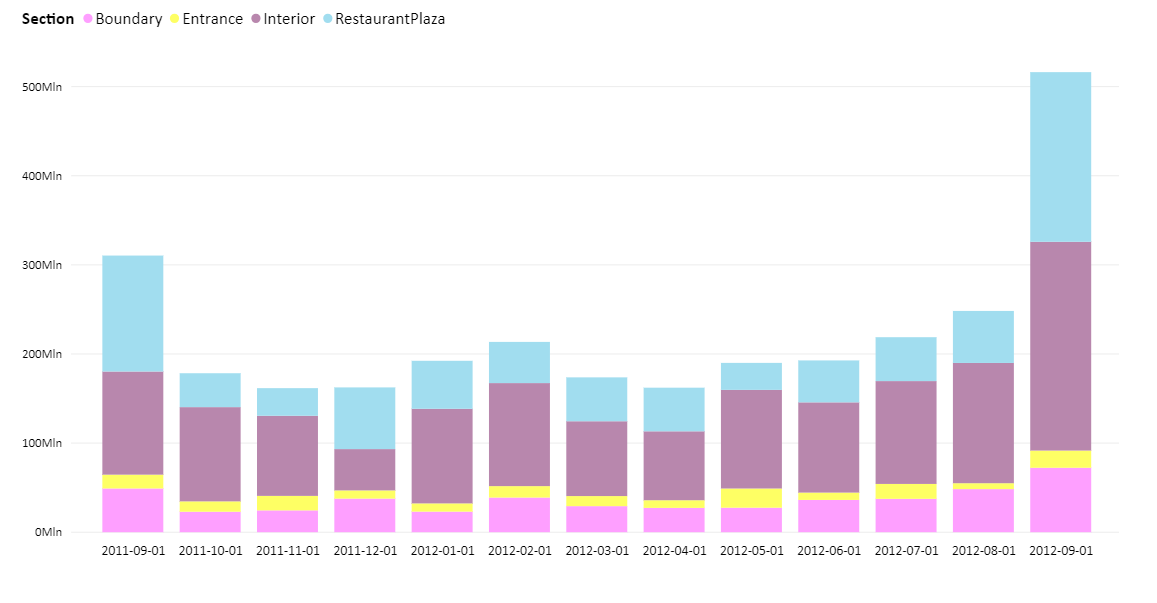 Section Boundary Entrance Interior RestaurantPlaza
500Mln
400Mln
300Mln
200Mln
100Mln
0Mln
2011-09-01 2011-10-01 2011-11-01 2011-12-01 2012-01-01 2012-02-01 2012-03-01 2012-04-01 2012-05-01 2012-06-01 2012-07-01 2012-08-01 2012-09-01